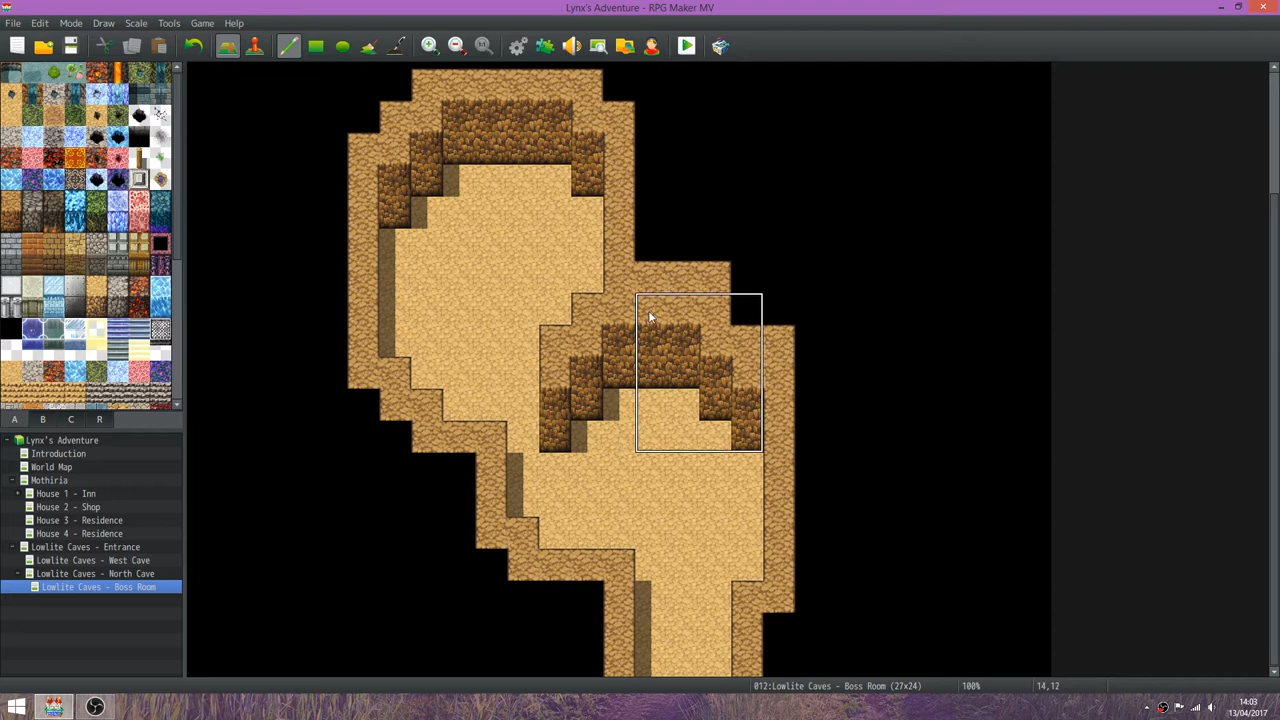 Lynx's Adventure - RPG Maker MV
File Edit Mode Draw Scale Tools Game Help
1:1
A B C R
Lynx's Adventure
Introduction
World Map
Mothiria
House 1 - Inn
House 2 - Shop
House 3 - Residence
House 4 - Residence
Lowlite Caves - Entrance
Lowlite Caves - West Cave
Lowlite Caves - North Cave
Lowlite Caves - Boss Room
012:Lowlite Caves - Boss Room (27x24) 100% 14,12
14:03
13/04/2017